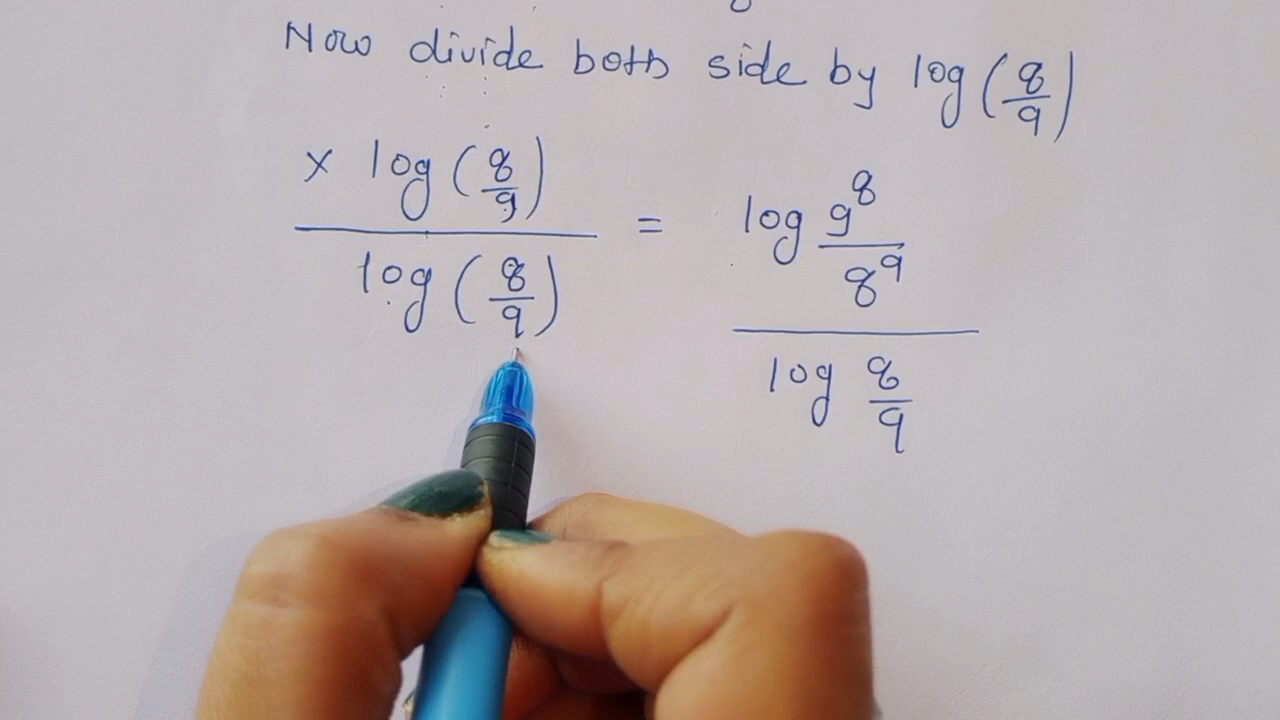 Now divide both side by log(8/9)
x log(8/9) / log(8/9) = log 9^8/8^9 / log 8/9